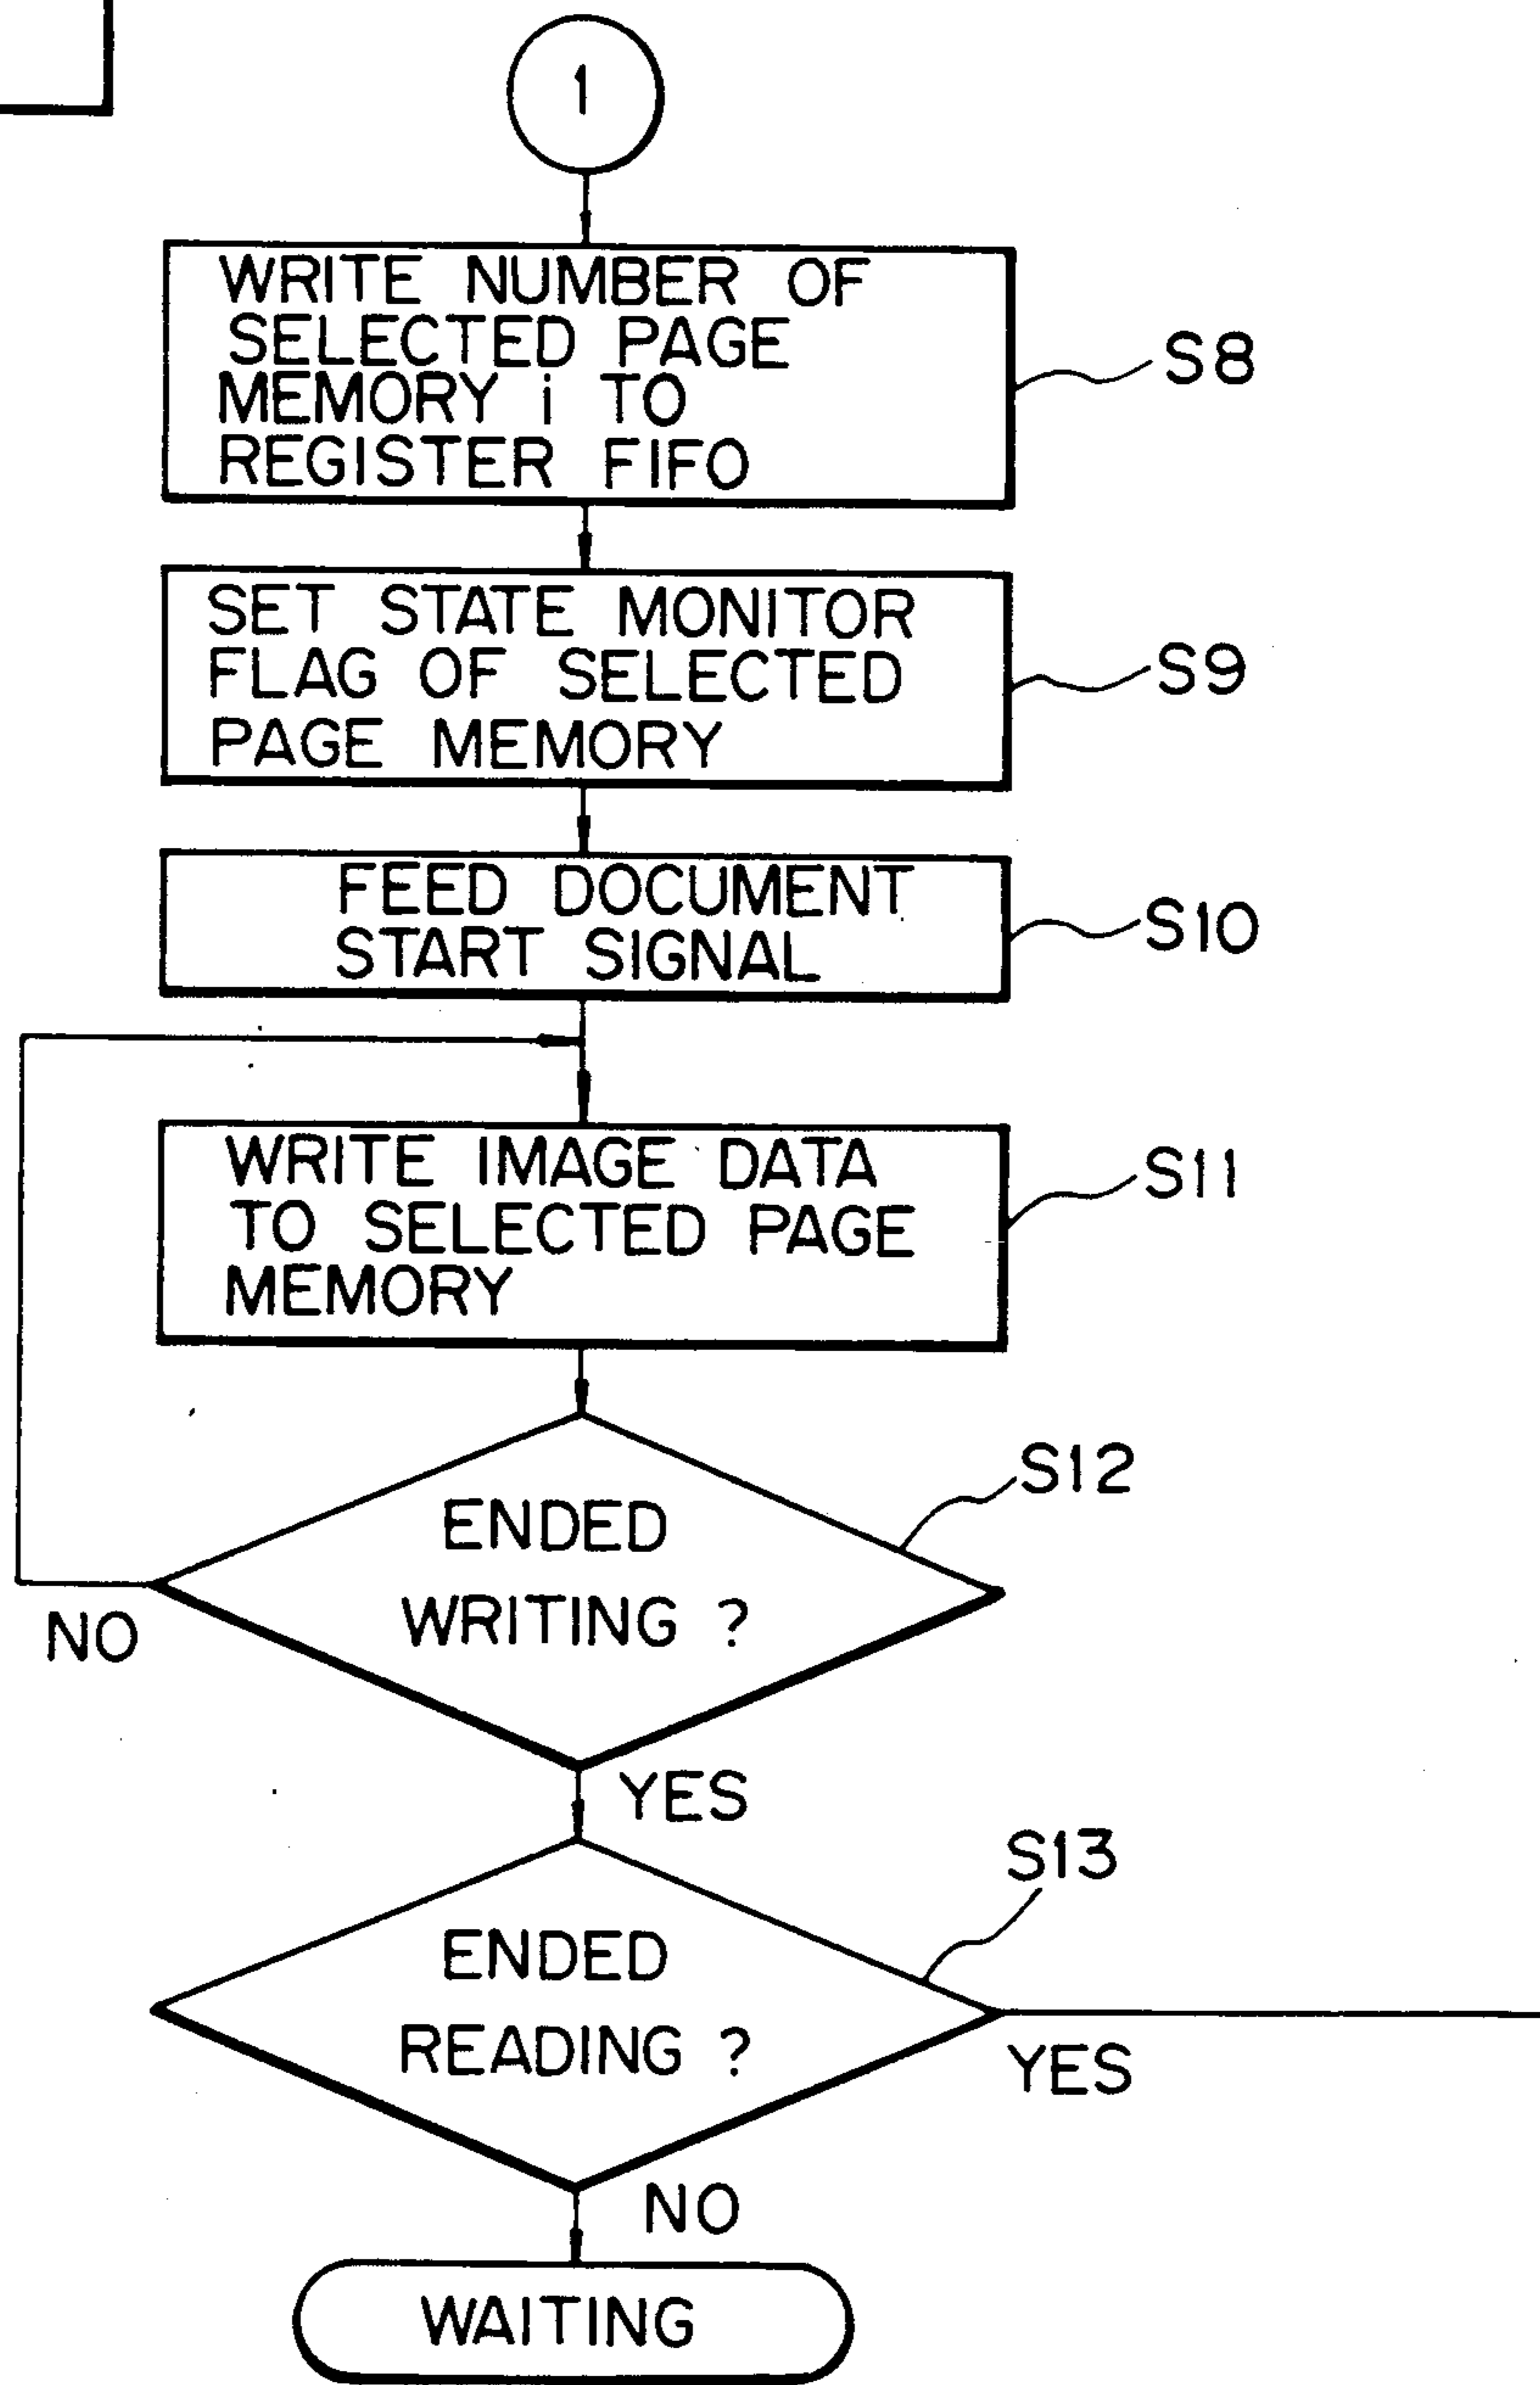 1
WRITE NUMBER OF
SELECTED PAGE
MEMORY i TO
REGISTER FIFO
S8
SET STATE MONITOR
FLAG OF SELECTED
PAGE MEMORY
S9
FEED DOCUMENT
START SIGNAL
S10
WRITE IMAGE DATA
TO SELECTED PAGE
MEMORY
S11
ENDED
WRITING ?
S12
NO
YES
ENDED
READING ?
S13
YES
NO
WAITING